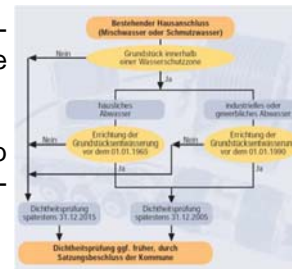 Bestehender Hausanschluss
(Mischwasser oder Schmutzwasser)
Nein
Grundstück innerhalb
einer Wasserschutzzone
Ja
häusliches
Abwasser
industrielles oder
gewerbliches Abwasser
Nein
Errichtung der
Grundstücksentwässerung
vor dem 01.01.1965
Nein
Errichtung der
Grundstücksentwässerung
vor dem 01.01.1990
Ja
Ja
Dichtheitsprüfung
spätestens 31.12.2015
Dichtheitsprüfung
spätestens 31.12.2005
Dichtheitsprüfung ggf. früher, durch
Satzungsbeschluss der Kommune